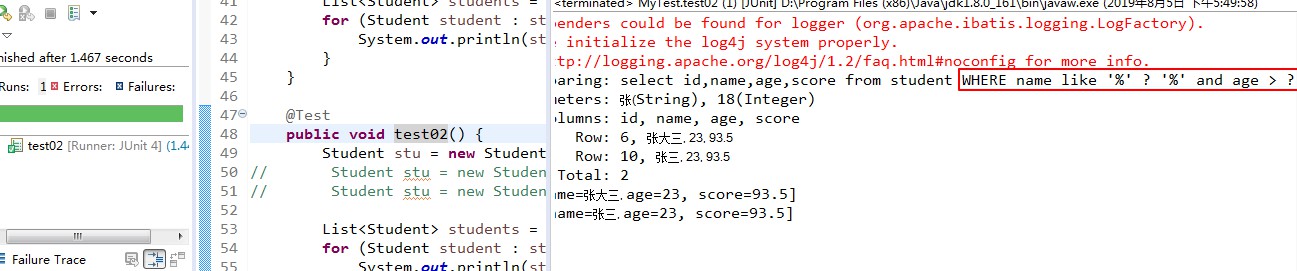 ished after 1.467 seconds
Runs: 1 Errors: Failures:
test02 [Runner: JUnit 4] (1.4
Failure Trace
41 List<Student> students =
42 for (Student student : st
43 System.out.println(st
44 }
45 }
46
47 @Test
48 public void test02() {
49 Student stu = new Student
50 // Student stu = new Studen
51 // Student stu = new Studen
52
53 List<Student> students =
54 for (Student student : st
55 System.out.println(st
<terminated> MyTest.test02 (1) [JUnit] D:\Program Files (x86)\Java\jdk1.8.0_161\bin\javaw.exe (2019年8月5日 下午5:49:58)
penders could be found for logger (org.apache.ibatis.logging.LogFactory).
e initialize the log4j system properly.
ttp://logging.apache.org/log4j/1.2/faq.html#noconfig for more info.
paring: select id,name,age,score from student WHERE name like '%' ? '%' and age > ?
meters: 张(String), 18(Integer)
olumns: id, name, age, score
Row: 6, 张大三, 23, 93.5
Row: 10, 张三, 23, 93.5
Total: 2
me=张大三, age=23, score=93.5]
name=张三, age=23, score=93.5]